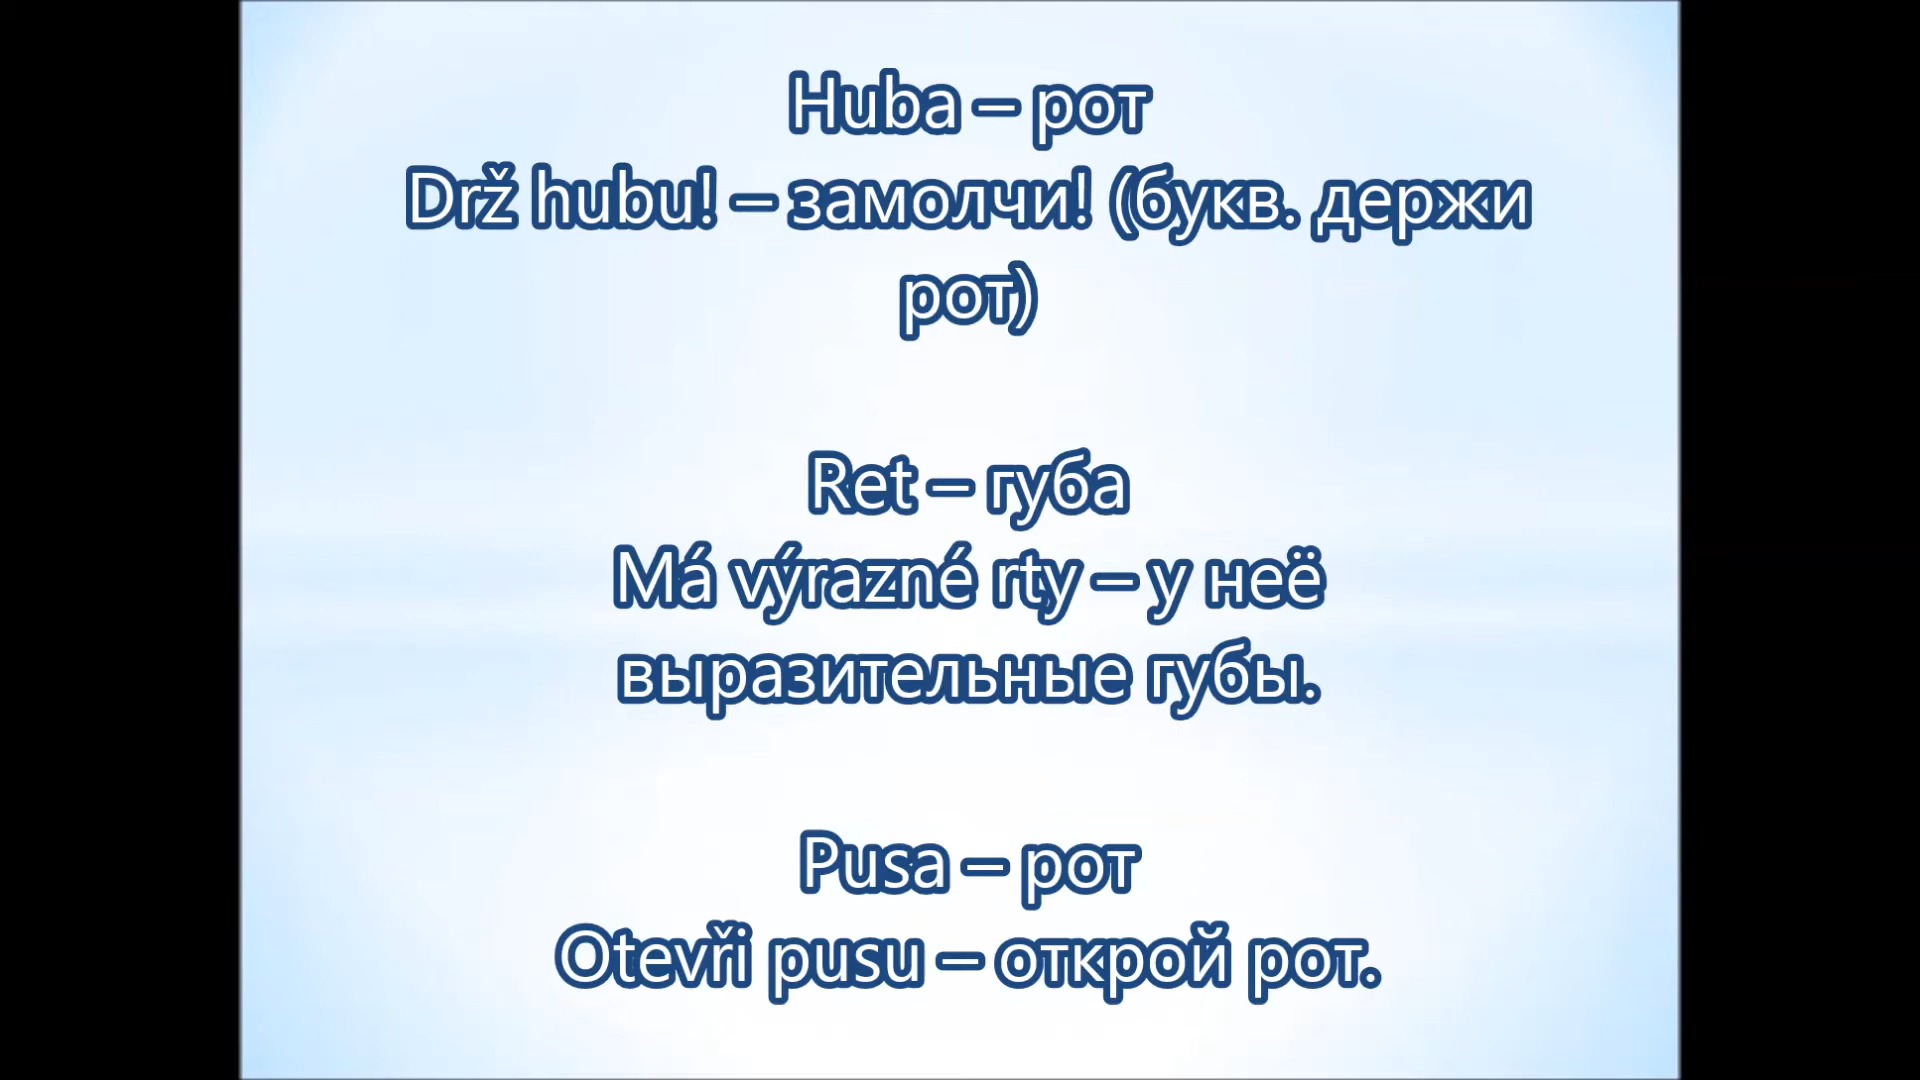 Huba – рот
Drž hubu! – замолчи! (букв. держи
рот)
Ret – губа
Má výrazné rty – у неё
выразительные губы.
Pusa – рот
Otevři pusu – открой рот.